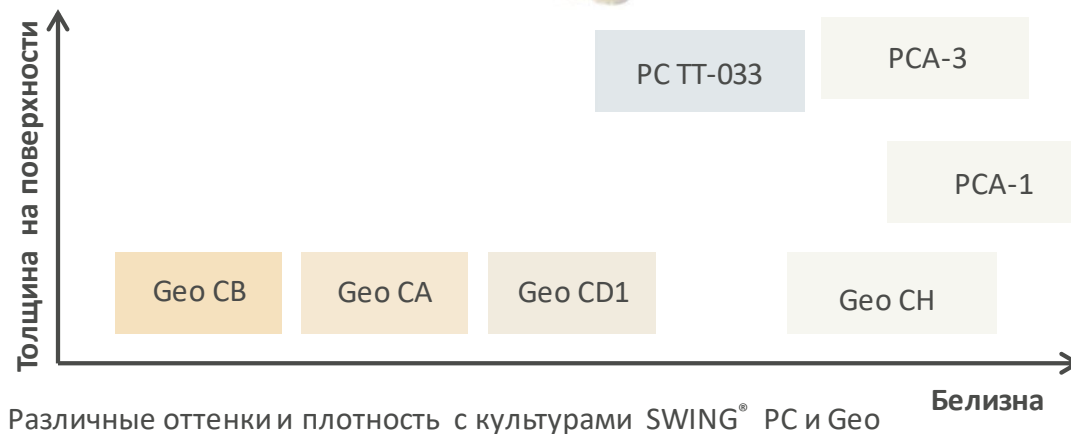 Толщина на поверхности
PC TT-033
PCA-3
PCA-1
Geo CB
Geo CA
Geo CD1
Geo CH
Белизна
Различные оттенки и плотность с культурами SWING® PC и Geo